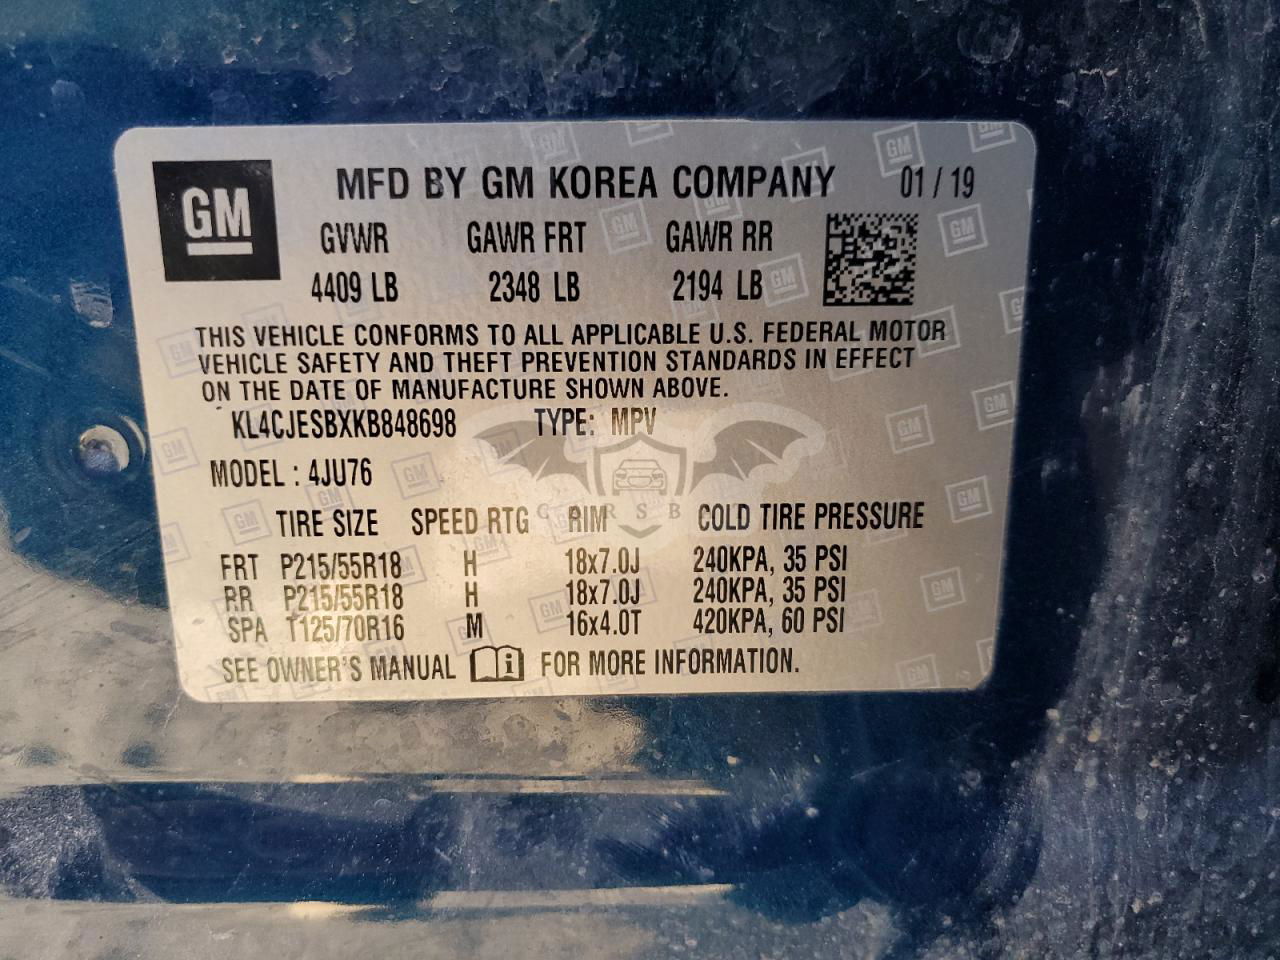 GM MFD BY GM KOREA COMPANY 01 / 19
GVWR GAWR FRT GAWR RR
4409 LB 2348 LB 2194 LB
THIS VEHICLE CONFORMS TO ALL APPLICABLE U.S. FEDERAL MOTOR
VEHICLE SAFETY AND THEFT PREVENTION STANDARDS IN EFFECT
ON THE DATE OF MANUFACTURE SHOWN ABOVE.
KL4CJESBXKB848698 TYPE: MPV
MODEL : 4JU76
TIRE SIZE SPEED RTG RIM COLD TIRE PRESSURE
FRT P215/55R18 H 18x7.0J 240KPA, 35 PSI
RR P215/55R18 H 18x7.0J 240KPA, 35 PSI
SPA T125/70R16 M 16x4.0T 420KPA, 60 PSI
SEE OWNER'S MANUAL FOR MORE INFORMATION.